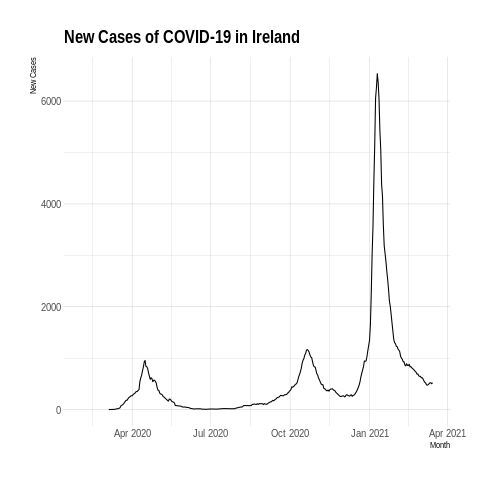 New Cases of COVID-19 in Ireland
New Cases
6000
4000
2000
0
Apr 2020 Jul 2020 Oct 2020 Jan 2021 Apr 2021
Month